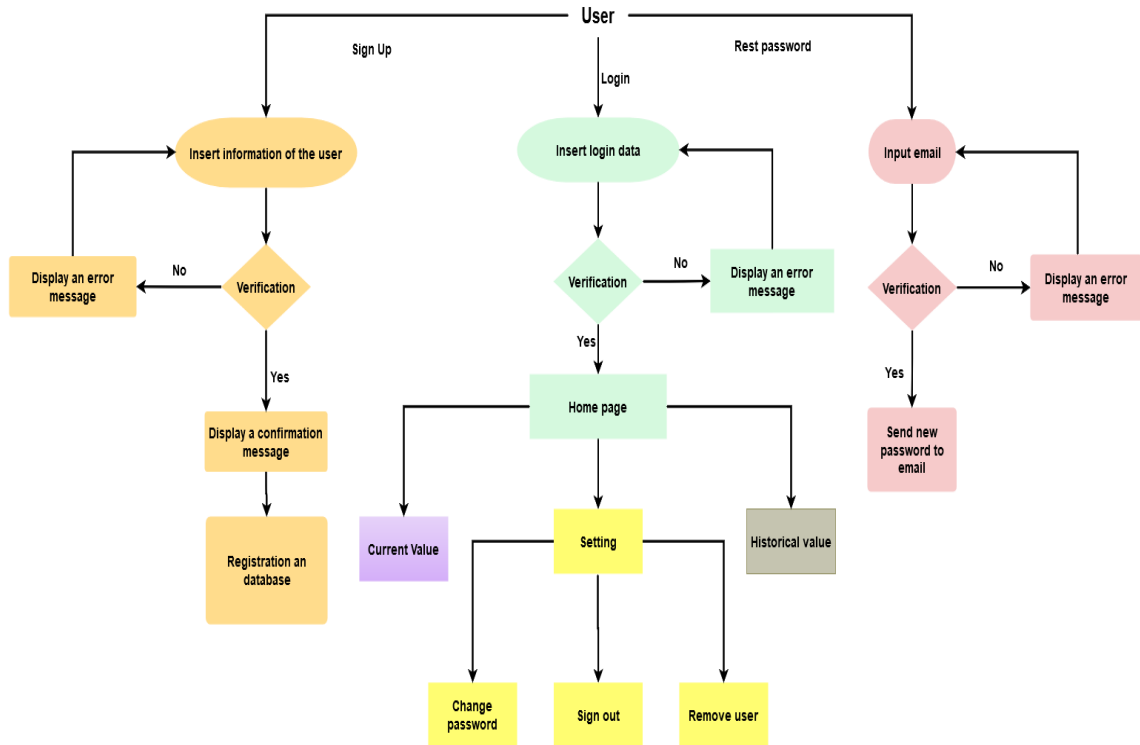 User
Sign Up
Rest password
Login
Insert information of the user
Insert login data
Input email
No
Display an error
message
Verification
Verification
No
Display an error
message
Verification
No
Display an error
message
Yes
Yes
Yes
Display a confirmation
message
Home page
Send new
password to
email
Registration an
database
Current Value
Setting
Historical value
Change
password
Sign out
Remove user